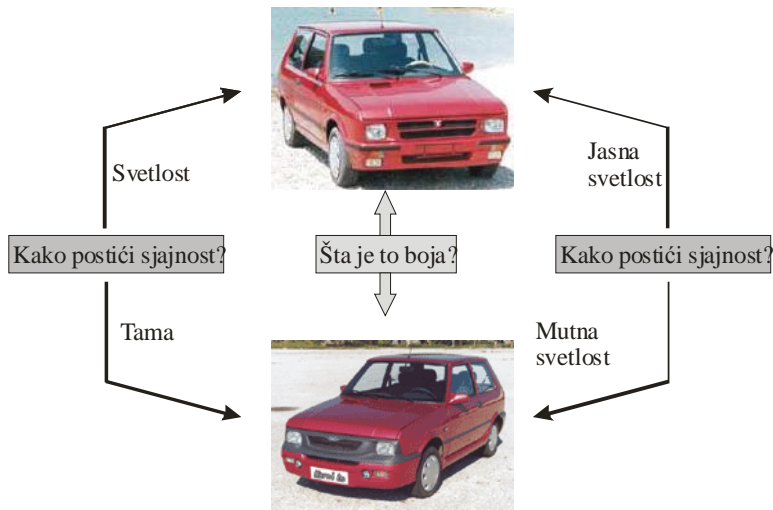 Svetlost
Jasna
svetlost
Kako postići sjajnost?
Šta je to boja?
Kako postići sjajnost?
Tama
Mutna
svetlost